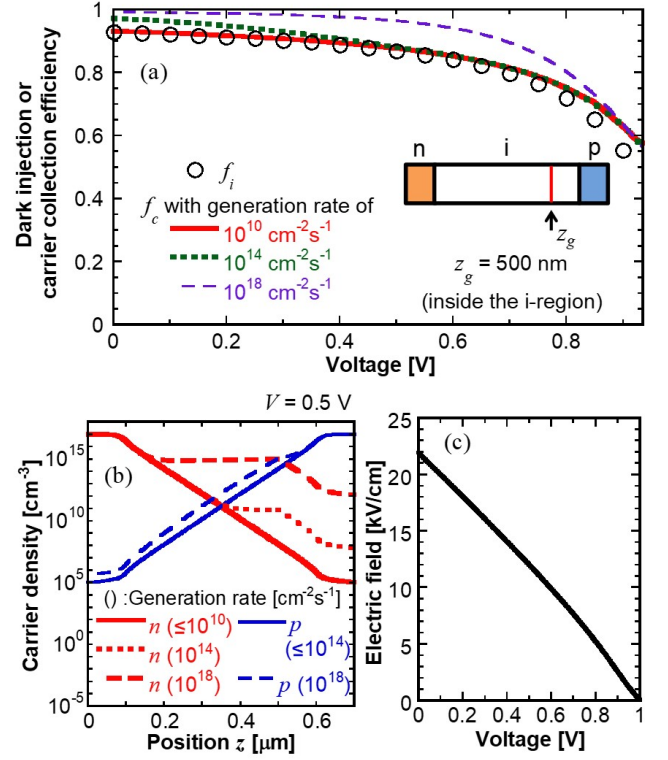 1
0.8
0.6
0.4
0.2
0
Dark injection or
carrier collection efficiency
(a)
f_i
f_c with generation rate of
10^10 cm^-2s^-1
10^14 cm^-2s^-1
10^18 cm^-2s^-1
n i p
z_g
z_g = 500 nm
(inside the i-region)
0 0.2 0.4 0.6 0.8
Voltage [V]
V = 0.5 V
(b)
10^15
10^10
10^5
10^0
10^-5
Carrier density [cm^-3]
() :Generation rate [cm^-2s^-1]
n (≤10^10)
n (10^14)
n (10^18)
p
(≤10^14)
p (10^18)
0 0.2 0.4 0.6
Position z [μm]
(c)
25
20
15
10
5
0
Electric field [kV/cm]
0 0.2 0.4 0.6 0.8 1
Voltage [V]